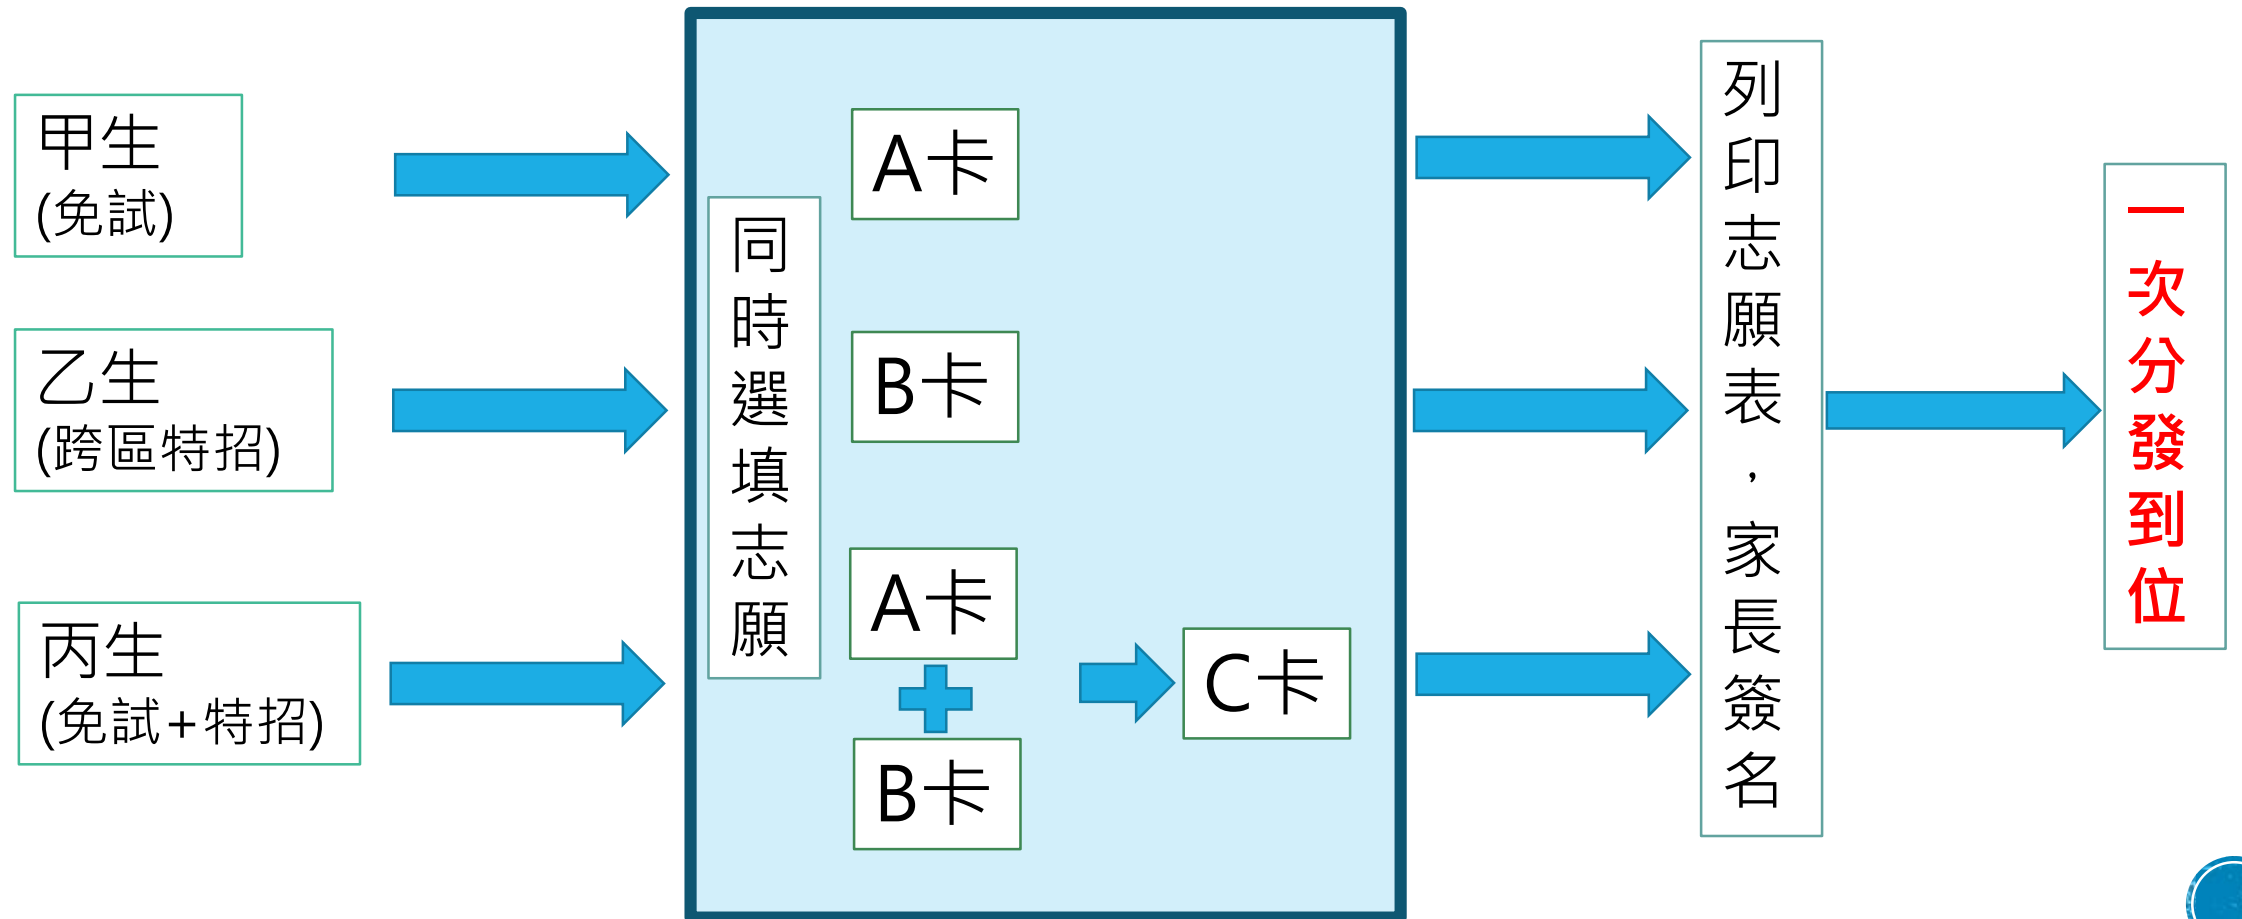 甲生
(免試)
乙生
(跨區特招)
丙生
(免試+特招)
同時選填志願
A卡
B卡
A卡
B卡
C卡
列印志願表，家長簽名
一次分發到位